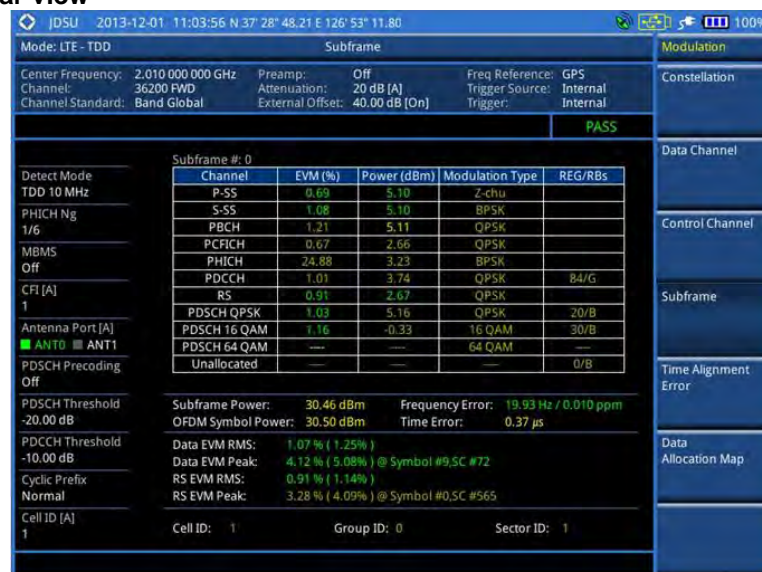 JDSU 2013-12-01 11:03:56 N 37' 28" 48.21 E 126' 53" 11.80 100%
Mode: LTE - TDD Subframe Modulation
Center Frequency: 2.010 000 000 GHz Preamp: Off Freq Reference: GPS
Channel: 36200 FWD Attenuation: 20 dB [A] Trigger Source: Internal
Channel Standard: Band Global External Offset: 40.00 dB [On] Trigger: Internal
Constellation
PASS
Data Channel
Subframe #: 0
Detect Mode
TDD 10 MHz
PHICH Ng
1/6
MBMS
Off
CFI [A]
1
Antenna Port [A]
ANT0 ANT1
PDSCH Precoding
Off
PDSCH Threshold
-20.00 dB
PDCCH Threshold
-10.00 dB
Cyclic Prefix
Normal
Cell ID [A]
1
Channel EVM (%) Power (dBm) Modulation Type REG/RBs
P-SS 0.69 5.10 Z-chu
S-SS 1.08 5.10 BPSK
PBCH 1.21 5.11 QPSK
PCFICH 0.67 2.66 QPSK
PHICH 24.88 3.23 BPSK
PDCCH 1.01 3.74 QPSK 84/G
RS 0.91 2.67 QPSK
PDSCH QPSK 1.03 5.16 QPSK 20/B
PDSCH 16 QAM 1.16 -0.33 16 QAM 30/B
PDSCH 64 QAM ---- ---- 64 QAM ----
Unallocated ---- ---- ---- 0/B
Subframe Power: 30.46 dBm Frequency Error: 19.93 Hz / 0.010 ppm
OFDM Symbol Power: 30.50 dBm Time Error: 0.37 µs
Data EVM RMS: 1.07 % ( 1.25% )
Data EVM Peak: 4.12 % ( 5.08% ) @ Symbol #9,SC #72
RS EVM RMS: 0.91 % ( 1.14% )
RS EVM Peak: 3.28 % ( 4.09% ) @ Symbol #0,SC #565
Cell ID: 1 Group ID: 0 Sector ID: 1
Control Channel
Subframe
Time Alignment
Error
Data
Allocation Map